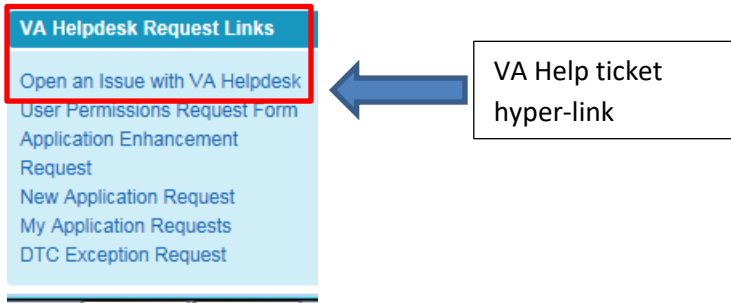 VA Helpdesk Request Links
Open an Issue with VA Helpdesk
User Permissions Request Form
Application Enhancement
Request
New Application Request
My Application Requests
DTC Exception Request
VA Help ticket
hyper-link